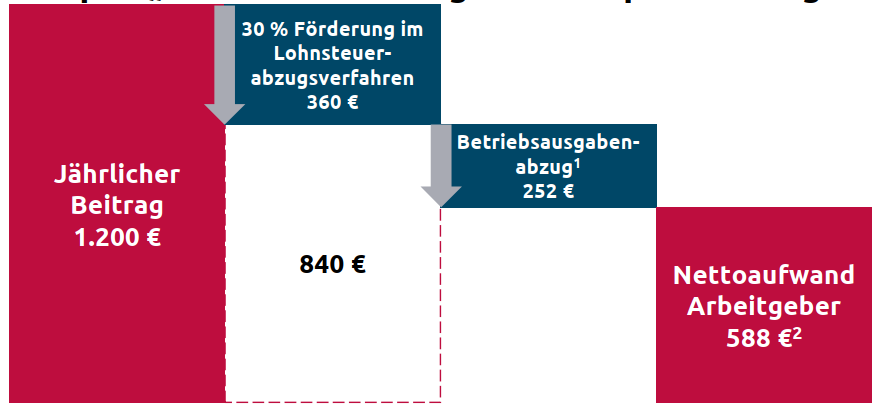 Jährlicher
Beitrag
1.200 €
30 % Förderung im
Lohnsteuer-
abzugsverfahren
360 €
840 €
Betriebsausgaben-
abzug¹
252 €
Nettoaufwand
Arbeitgeber
588 €²